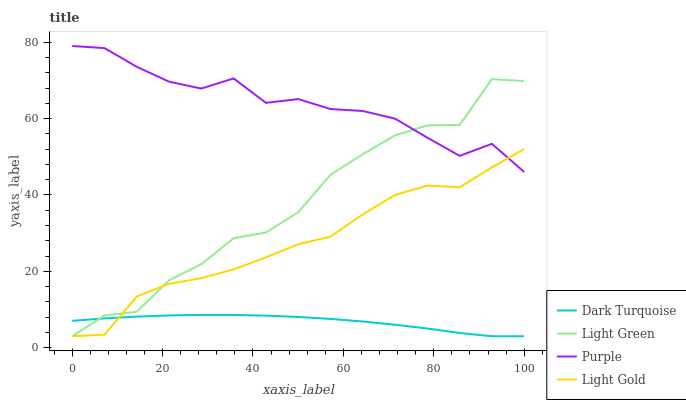 title
80
60
40
20
0
yaxis_label
0 20 40 60 80 100
xaxis_label
Dark Turquoise
Light Green
Purple
Light Gold